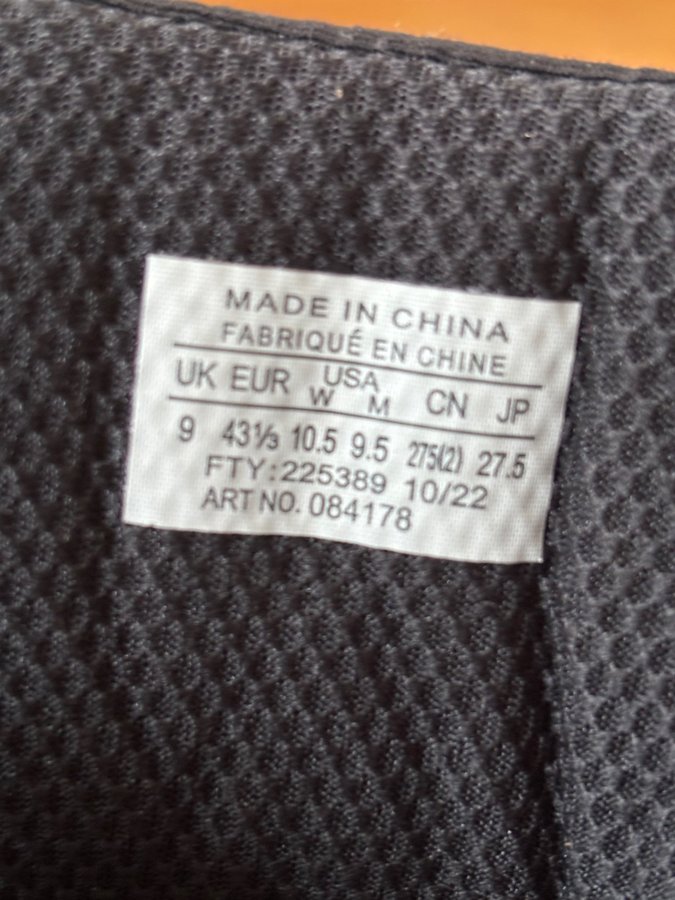 MADE IN CHINA
FABRIQUÉ EN CHINE
UK EUR USA W M CN JP
9 43⅓ 10.5 9.5 275(2) 27.5
FTY: 225389 10/22
ART NO. 084178